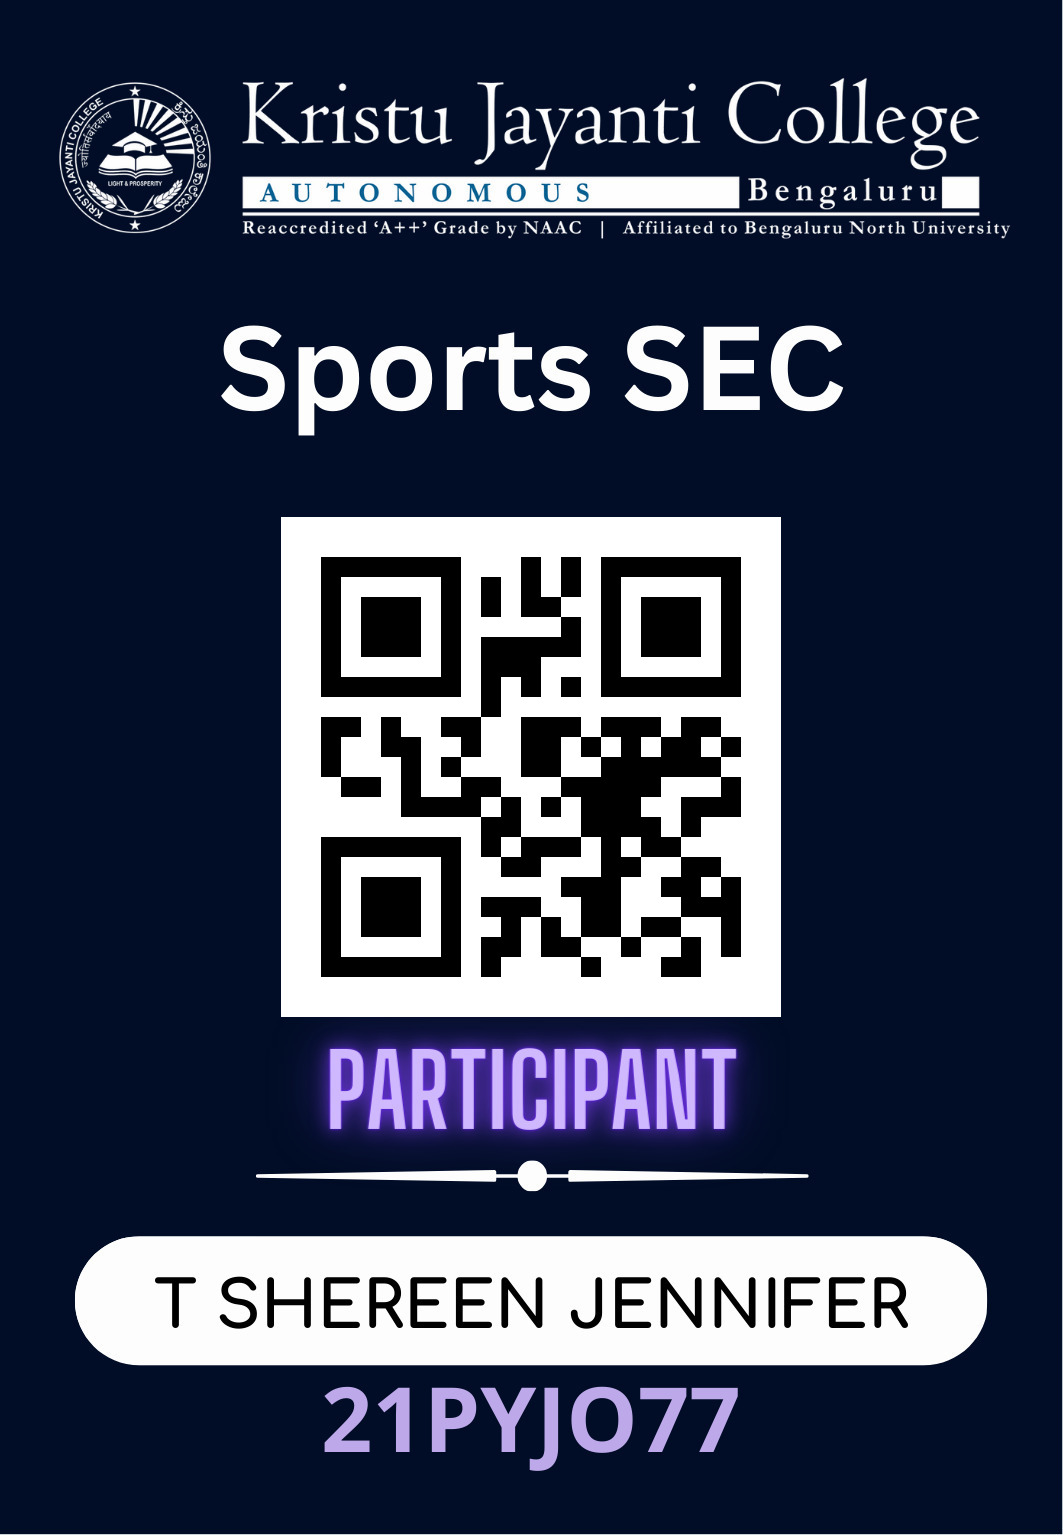 Kristu Jayanti College
AUTONOMOUS Bengaluru
Reaccredited ‘A++’ Grade by NAAC | Affiliated to Bengaluru North University
KRISTU JAYANTI COLLEGE
LIGHT & PROSPERITY
Sports SEC
PARTICIPANT
T SHEREEN JENNIFER
21PYJO77